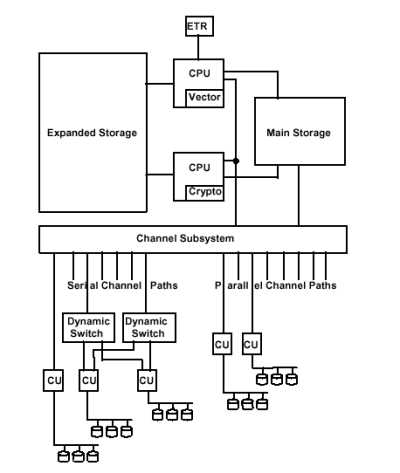 ETR
CPU
Vector
Expanded Storage
Main Storage
CPU
Crypto
Channel Subsystem
Serial Channel Paths
Parallel Channel Paths
Dynamic
Switch
Dynamic
Switch
CU
CU
CU
CU
CU